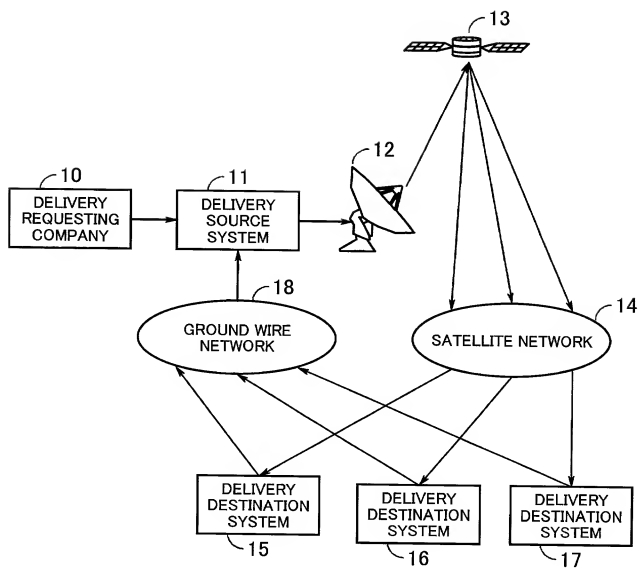 13
12
10
DELIVERY
REQUESTING
COMPANY
11
DELIVERY
SOURCE
SYSTEM
18
GROUND WIRE
NETWORK
14
SATELLITE NETWORK
DELIVERY
DESTINATION
SYSTEM
15
DELIVERY
DESTINATION
SYSTEM
16
DELIVERY
DESTINATION
SYSTEM
17